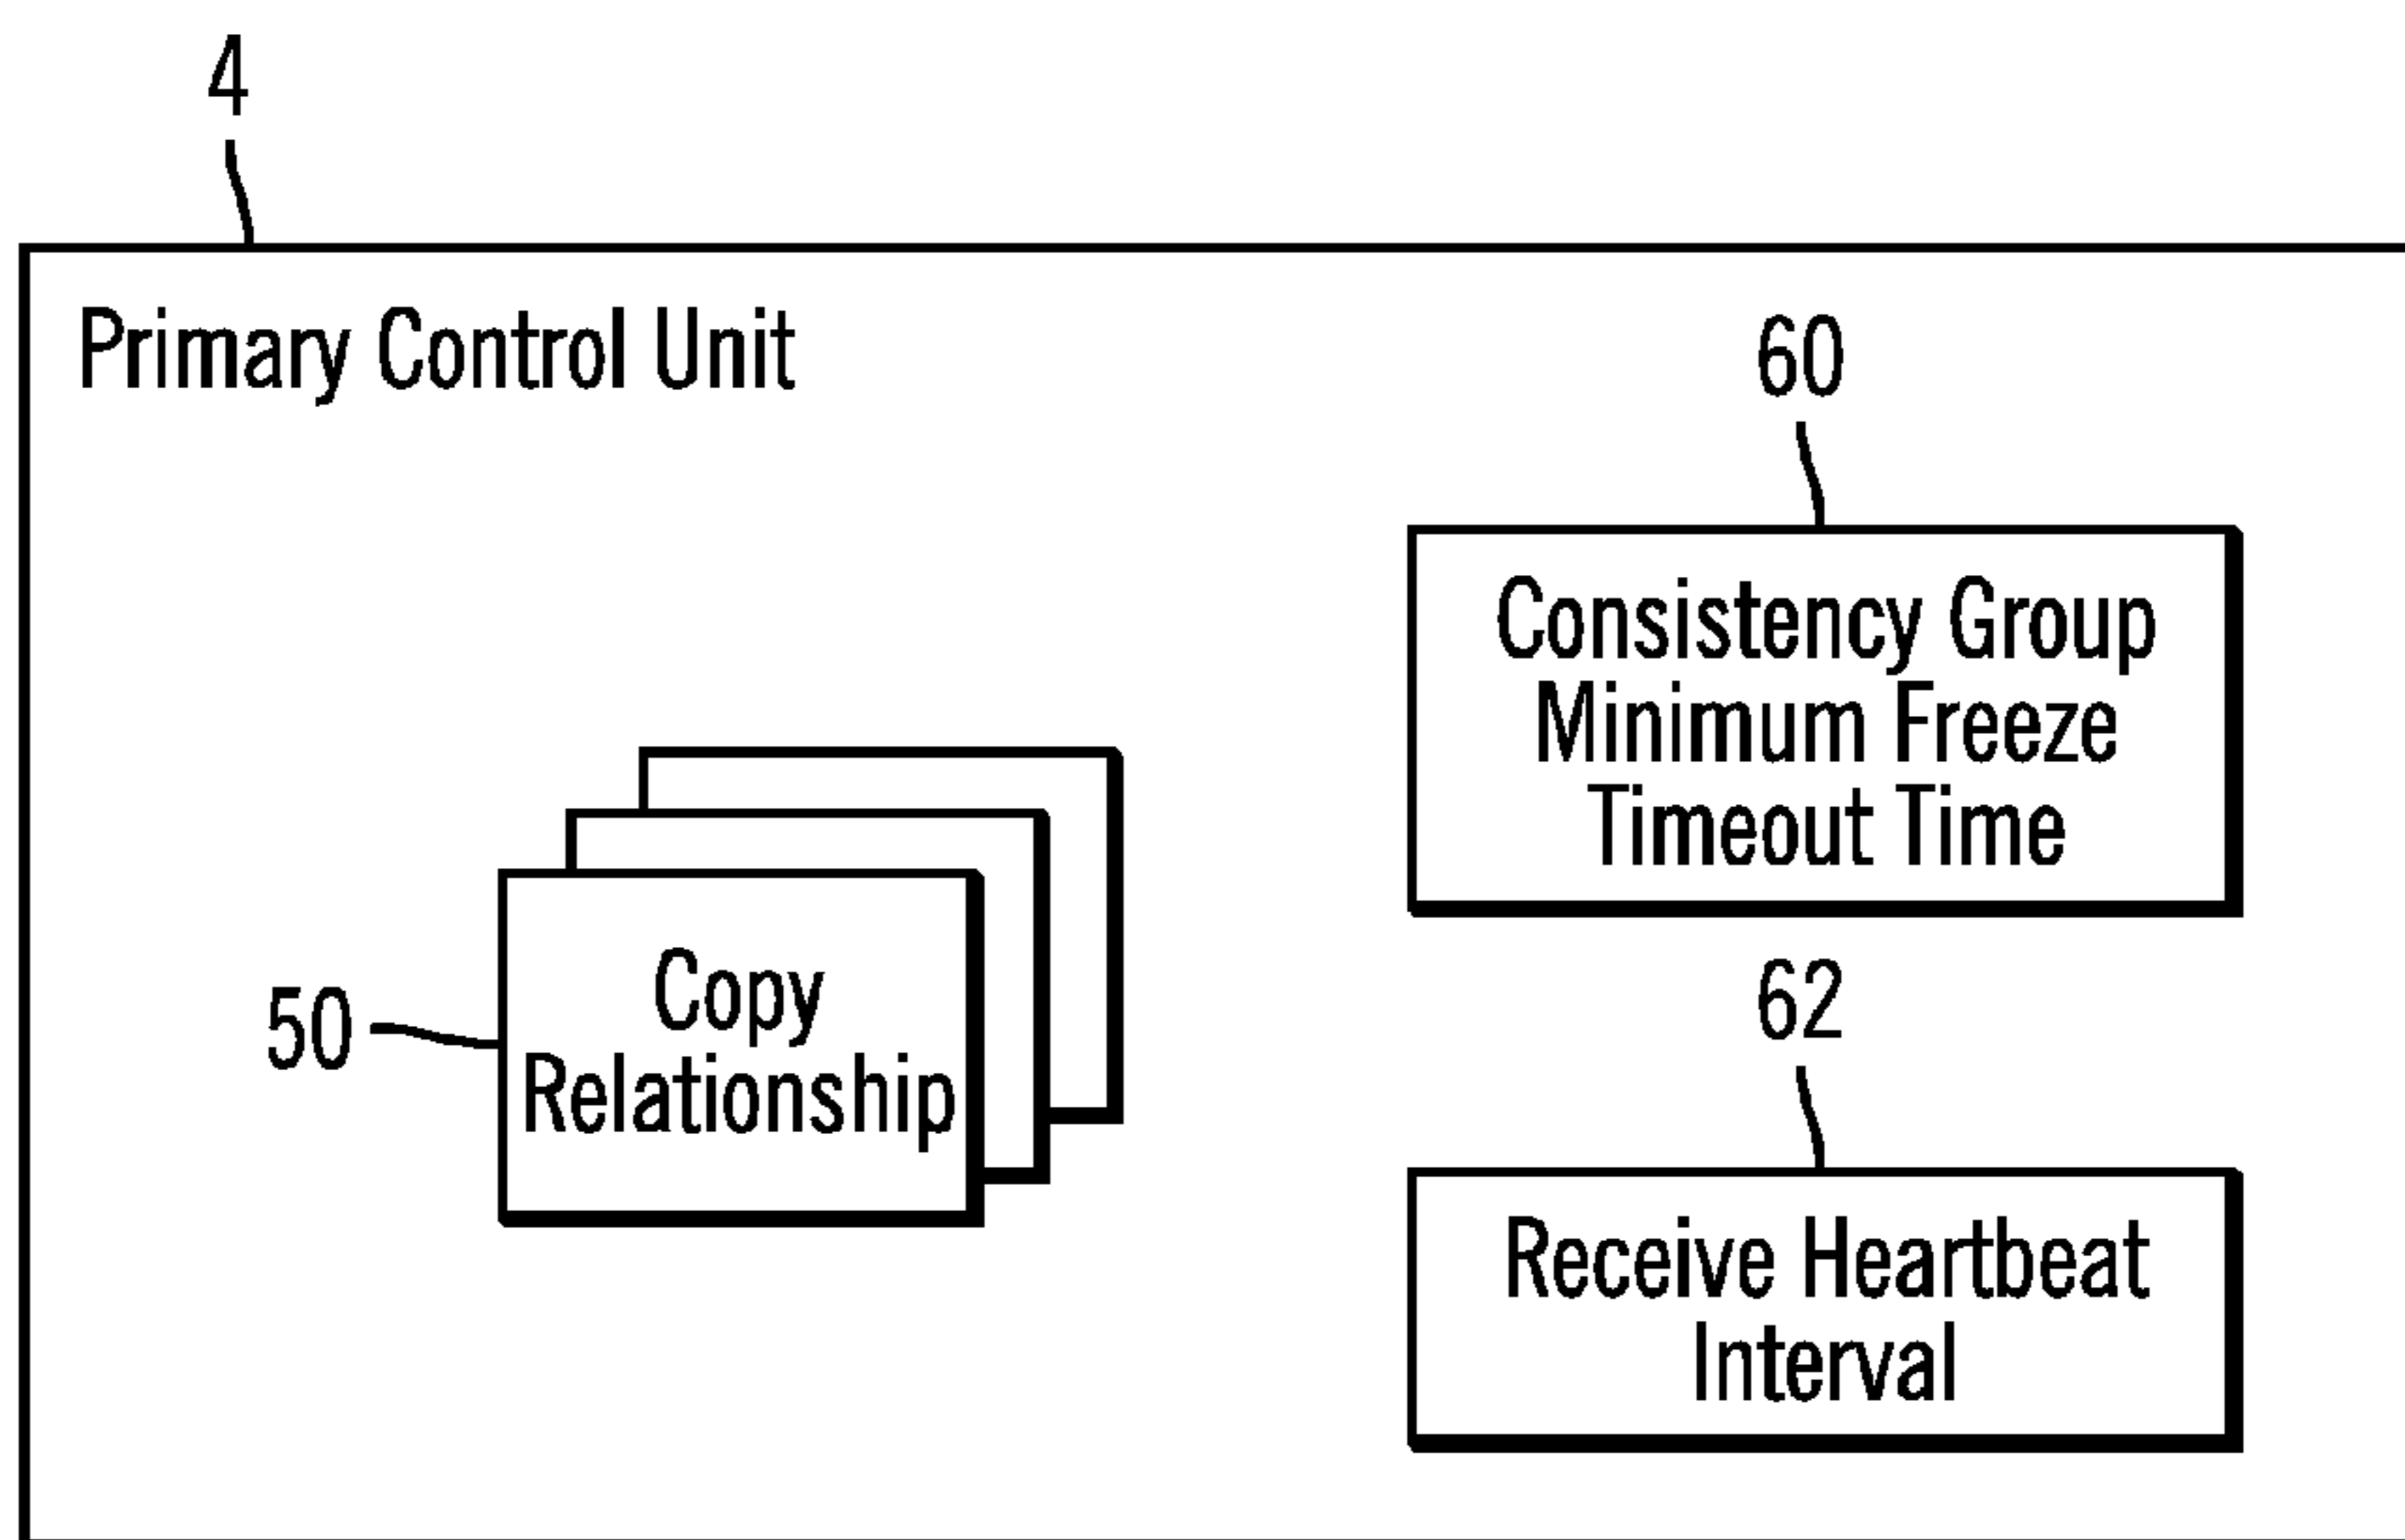 4
Primary Control Unit
60
Consistency Group
Minimum Freeze
Timeout Time
50
Copy
Relationship
62
Receive Heartbeat
Interval